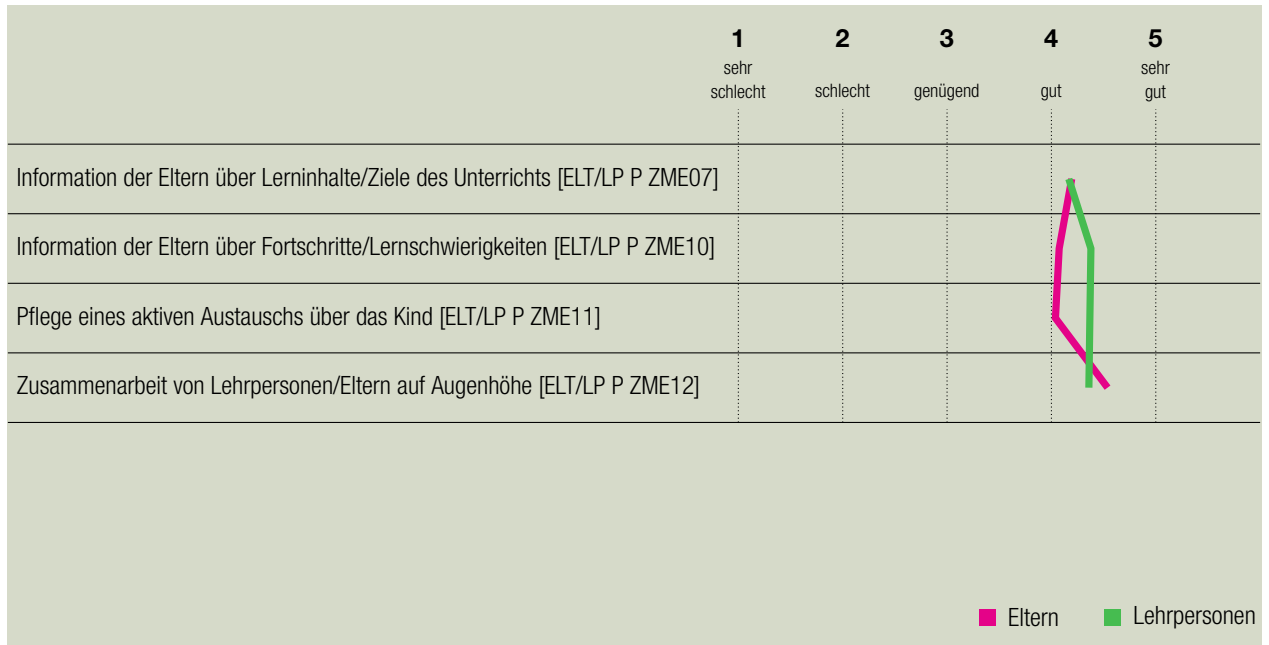 1 2 3 4 5
sehr sehr
schlecht schlecht genügend gut gut
Information der Eltern über Lerninhalte/Ziele des Unterrichts [ELT/LP P ZME07]
Information der Eltern über Fortschritte/Lernschwierigkeiten [ELT/LP P ZME10]
Pflege eines aktiven Austauschs über das Kind [ELT/LP P ZME11]
Zusammenarbeit von Lehrpersonen/Eltern auf Augenhöhe [ELT/LP P ZME12]
Eltern Lehrpersonen